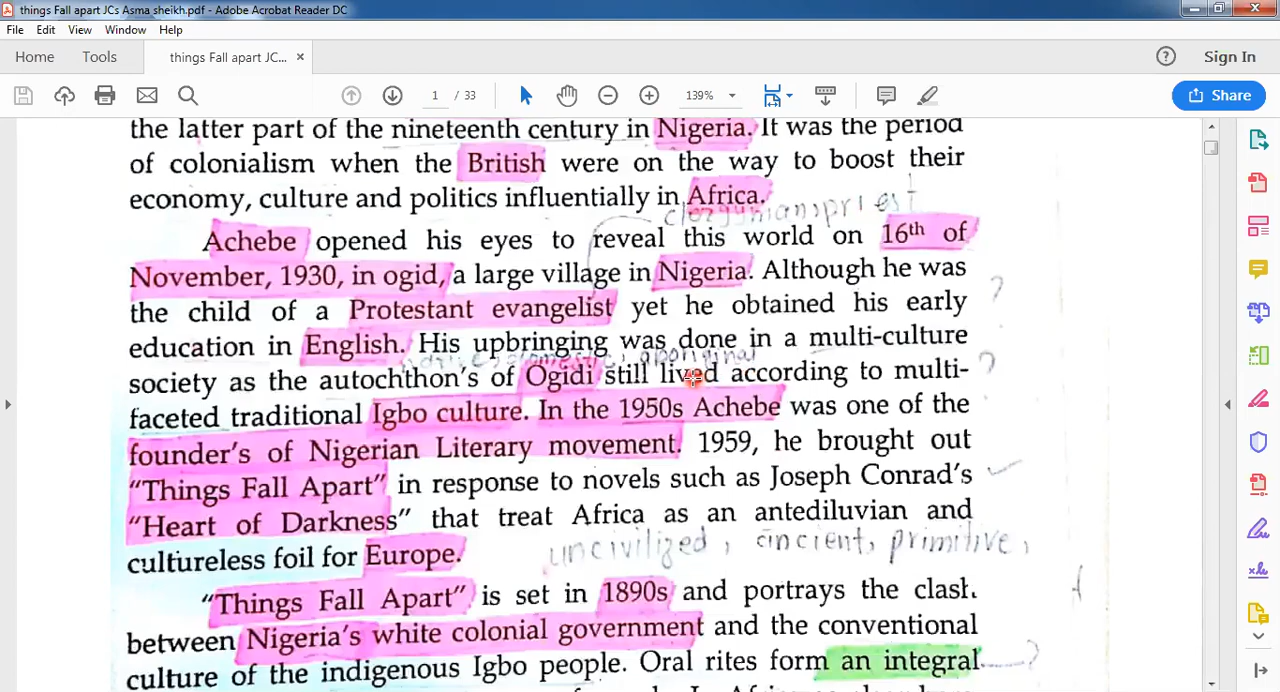 things Fall apart JCs Asma sheikh.pdf - Adobe Acrobat Reader DC
File Edit View Window Help
Home Tools things Fall apart JC... × Sign In
1 / 33 139% Share
the latter part of the nineteenth century in Nigeria. It was the period
of colonialism when the British were on the way to boost their
economy, culture and politics influentially in Africa.
clergyman, priest
Achebe opened his eyes to reveal this world on 16th of
November, 1930, in ogid, a large village in Nigeria. Although he was
the child of a Protestant evangelist yet he obtained his early
education in English. His upbringing was done in a multi-culture
native, domestic, aboriginal
society as the autochthon's of Ogidi still lived according to multi-
faceted traditional Igbo culture. In the 1950s Achebe was one of the
founder's of Nigerian Literary movement. 1959, he brought out
"Things Fall Apart" in response to novels such as Joseph Conrad's
"Heart of Darkness" that treat Africa as an antediluvian and
cultureless foil for Europe.
uncivilized, ancient, primitive,
"Things Fall Apart" is set in 1890s and portrays the clash
between Nigeria's white colonial government and the conventional
culture of the indigenous Igbo people. Oral rites form an integral